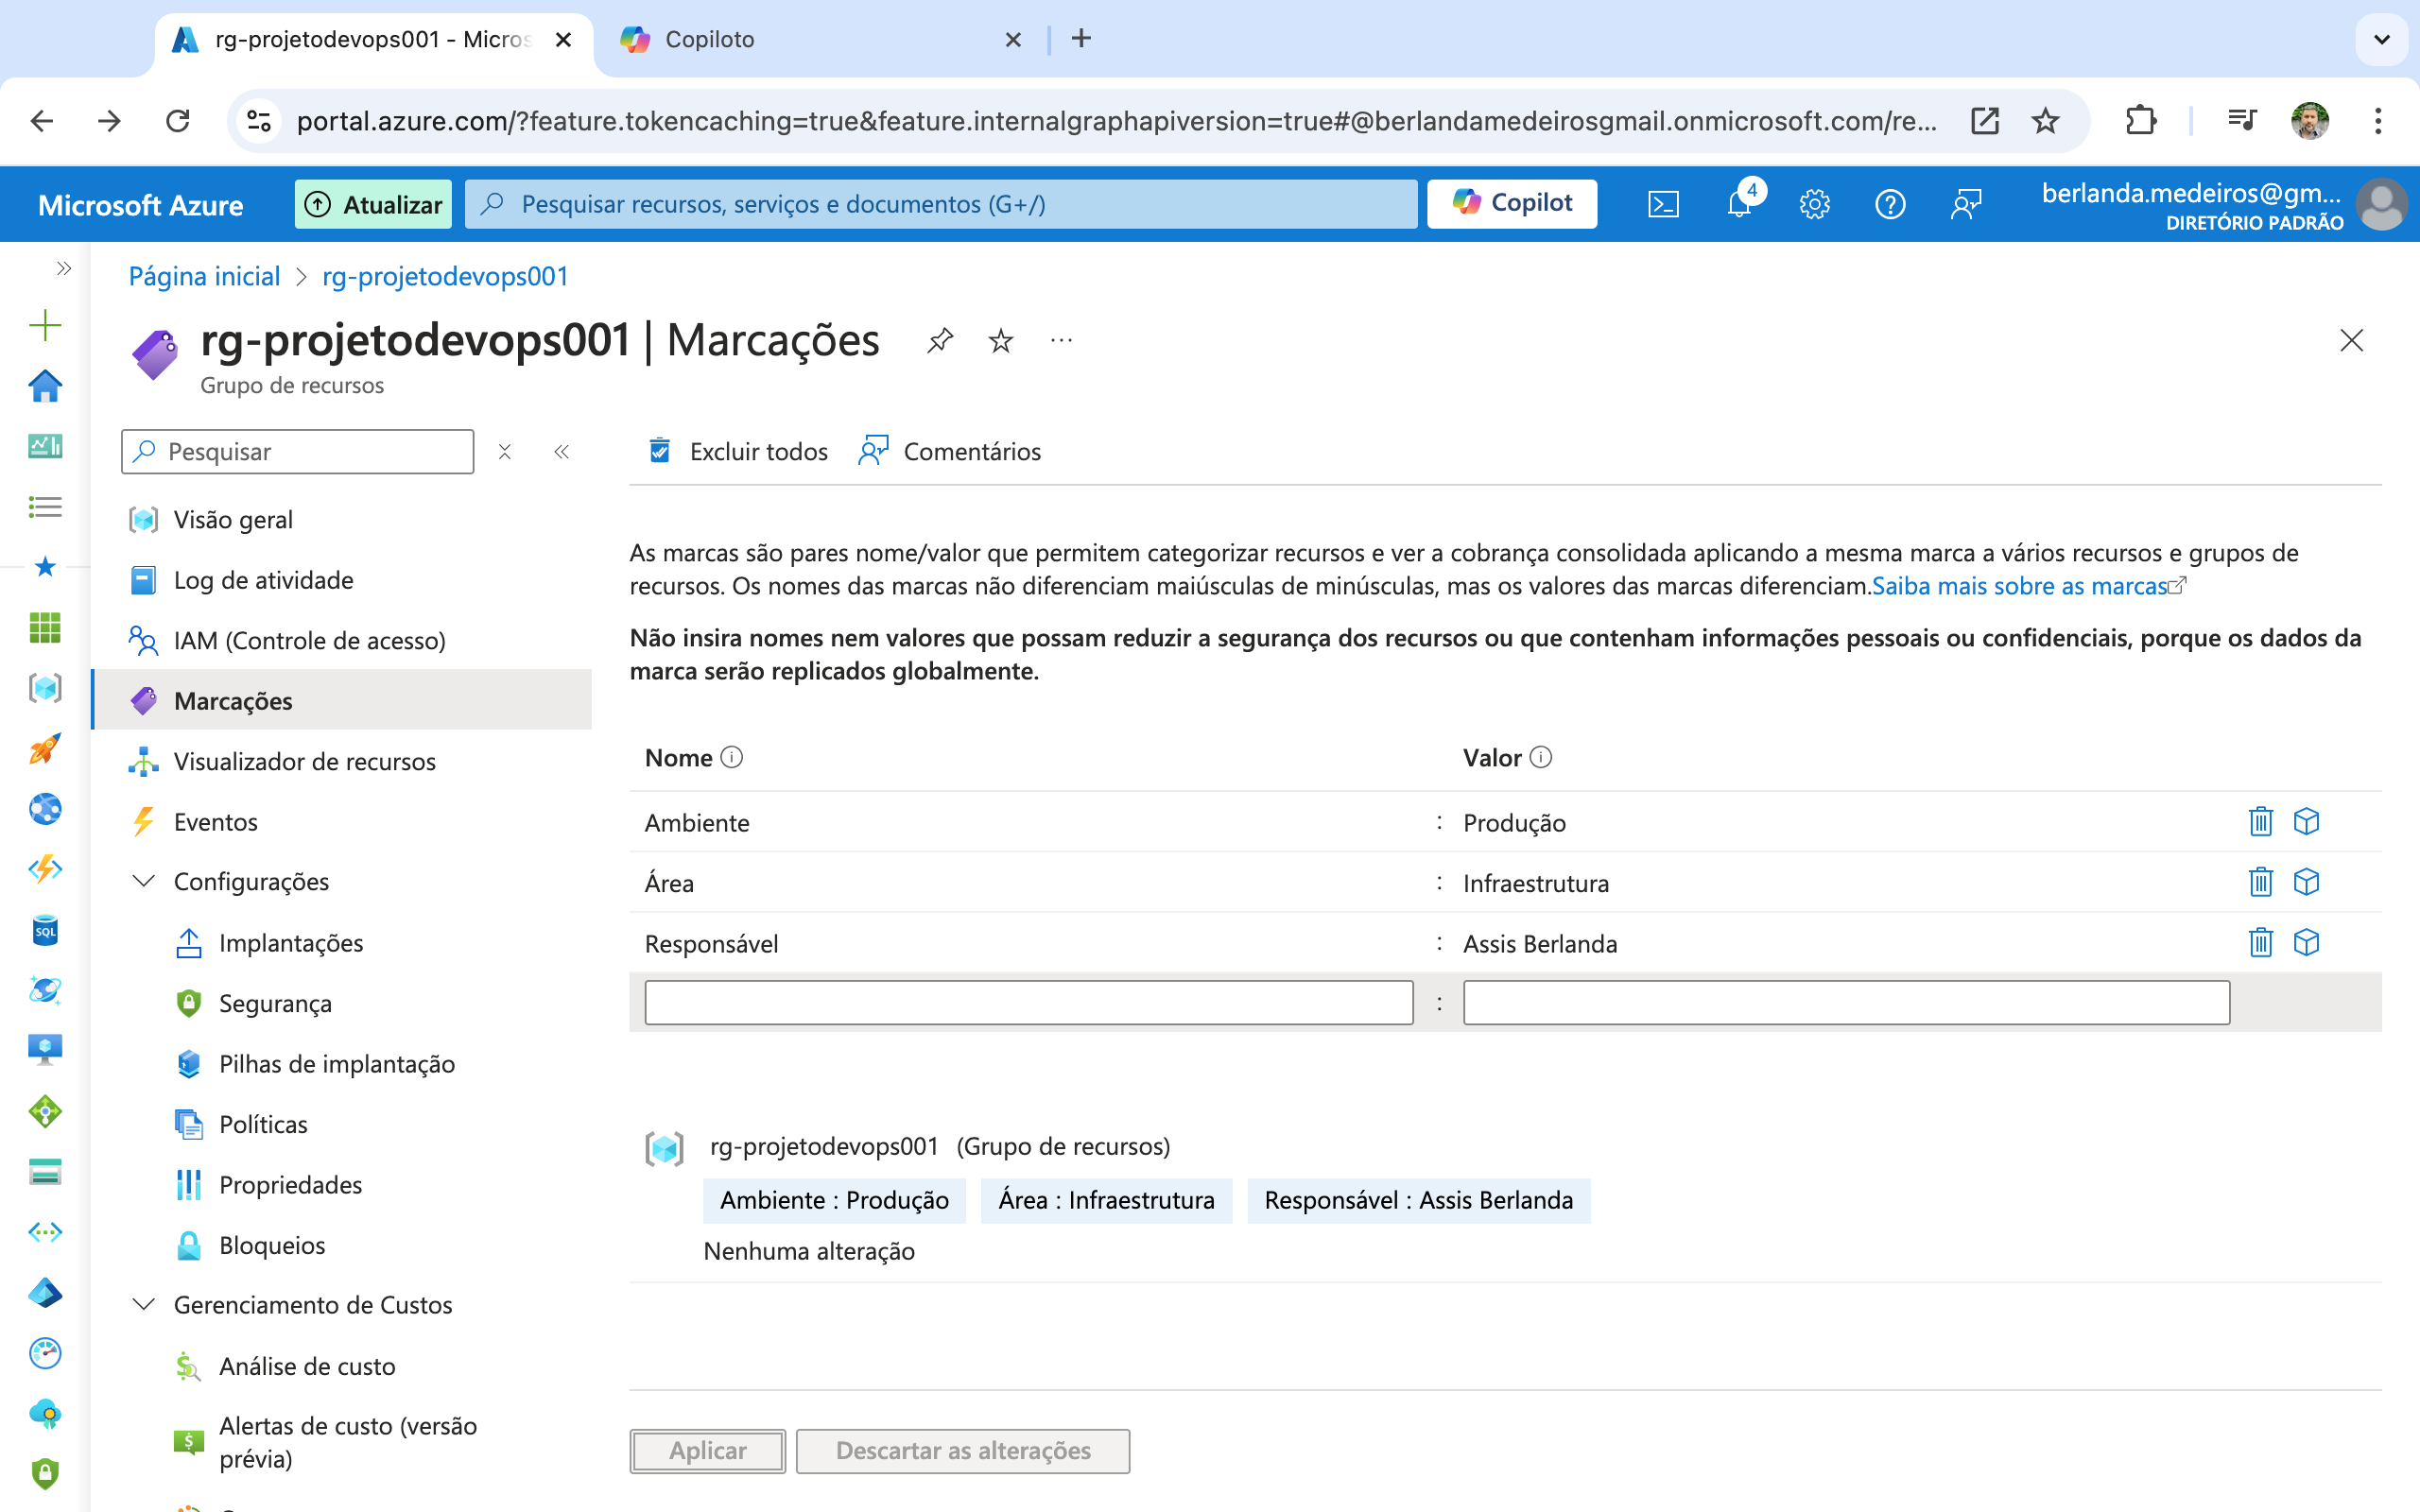 rg-projetodevops001 - Micros
Copiloto
portal.azure.com/?feature.tokencaching=true&feature.internalgraphapiversion=true#@berlandamedeirosgmail.onmicrosoft.com/re...
Microsoft Azure
Atualizar
Pesquisar recursos, serviços e documentos (G+/)
Copilot
4
berlanda.medeiros@gm...
DIRETÓRIO PADRÃO
Página inicial
rg-projetodevops001
rg-projetodevops001 | Marcações
Grupo de recursos
Pesquisar
Visão geral
Log de atividade
IAM (Controle de acesso)
Marcações
Visualizador de recursos
Eventos
Configurações
Implantações
Segurança
Pilhas de implantação
Políticas
Propriedades
Bloqueios
Gerenciamento de Custos
Análise de custo
Alertas de custo (versão
prévia)
SQL
Excluir todos
Comentários
As marcas são pares nome/valor que permitem categorizar recursos e ver a cobrança consolidada aplicando a mesma marca a vários recursos e grupos de
recursos. Os nomes das marcas não diferenciam maiúsculas de minúsculas, mas os valores das marcas diferenciam.Saiba mais sobre as marcas
Não insira nomes nem valores que possam reduzir a segurança dos recursos ou que contenham informações pessoais ou confidenciais, porque os dados da
marca serão replicados globalmente.
Nome
Valor
Ambiente : Produção
Área : Infraestrutura
Responsável : Assis Berlanda
:
rg-projetodevops001 (Grupo de recursos)
Ambiente : Produção
Área : Infraestrutura
Responsável : Assis Berlanda
Nenhuma alteração
Aplicar
Descartar as alterações